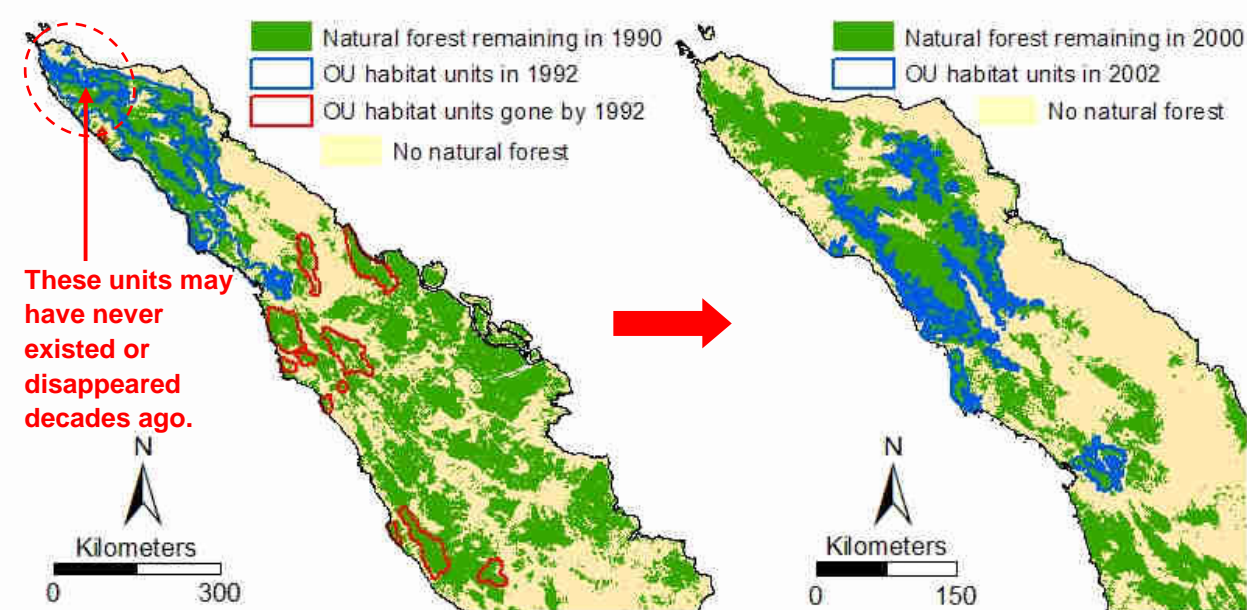 Natural forest remaining in 1990
OU habitat units in 1992
OU habitat units gone by 1992
No natural forest
These units may
have never
existed or
disappeared
decades ago.
N
Kilometers
0 300
Natural forest remaining in 2000
OU habitat units in 2002
No natural forest
N
Kilometers
0 150